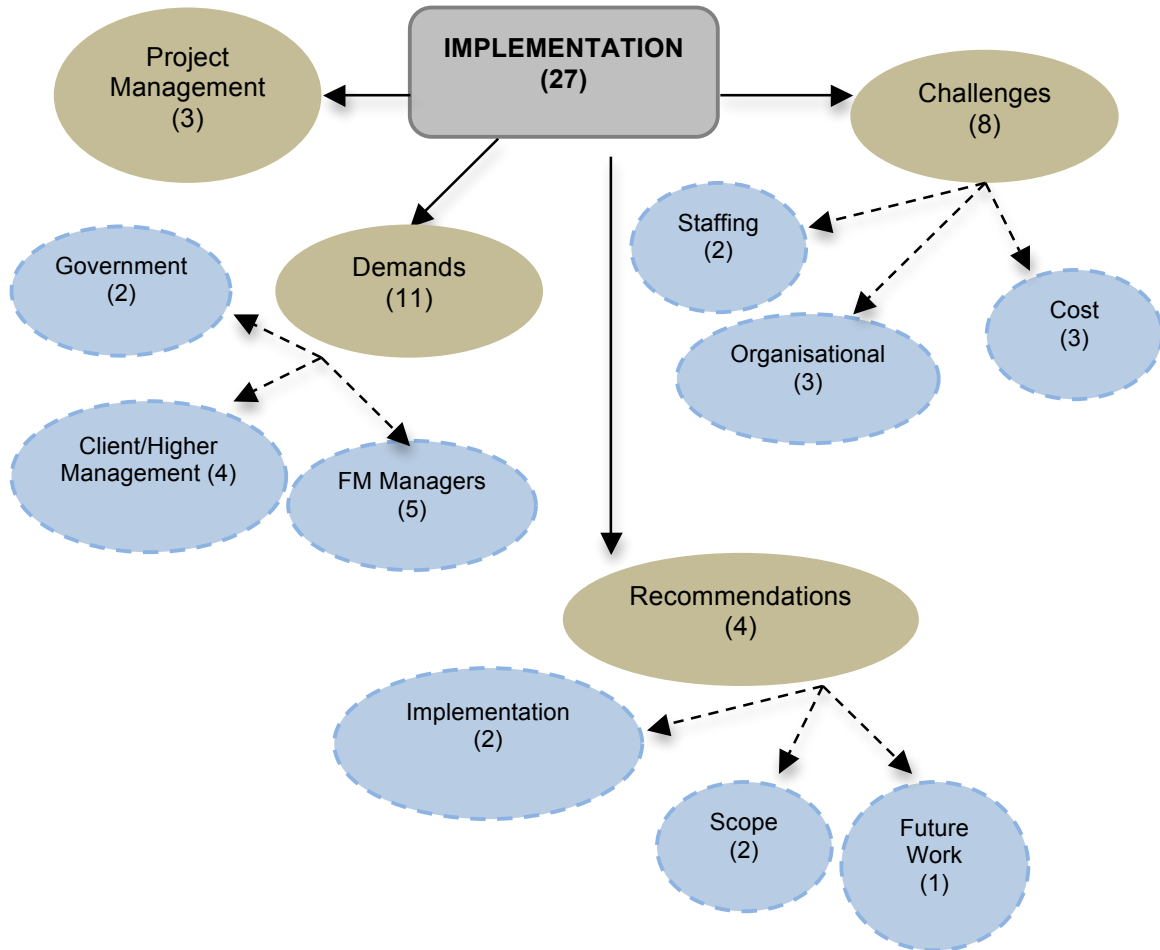 IMPLEMENTATION
(27)
Project
Management
(3)
Challenges
(8)
Staffing
(2)
Organisational
(3)
Cost
(3)
Demands
(11)
Government
(2)
Client/Higher
Management (4)
FM Managers
(5)
Recommendations
(4)
Implementation
(2)
Scope
(2)
Future
Work
(1)